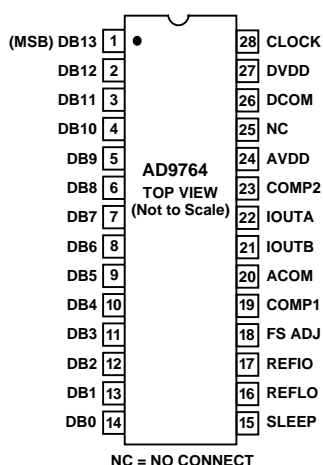 (MSB) DB13 1 28 CLOCK
DB12 2 27 DVDD
DB11 3 26 DCOM
DB10 4 25 NC
DB9 5 24 AVDD
DB8 6 23 COMP2
DB7 7 22 IOUTA
DB6 8 21 IOUTB
DB5 9 20 ACOM
DB4 10 19 COMP1
DB3 11 18 FS ADJ
DB2 12 17 REFIO
DB1 13 16 REFLO
DB0 14 15 SLEEP
AD9764
TOP VIEW
(Not to Scale)
NC = NO CONNECT